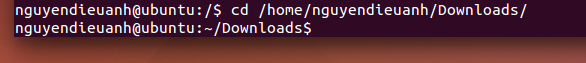 nguyendieuanh@ubuntu:/$ cd /home/nguyendieuanh/Downloads/
nguyendieuanh@ubuntu:~/Downloads$